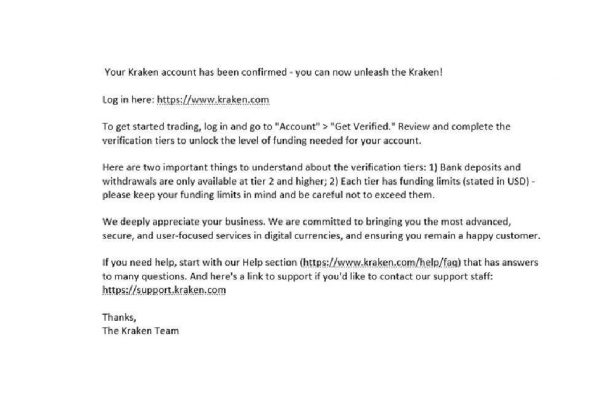 Your Kraken account has been confirmed - you can now unleash the Kraken!
Log in here: https://www.kraken.com
To get started trading, log in and go to "Account" > "Get Verified." Review and complete the
verification tiers to unlock the level of funding needed for your account.
Here are two important things to understand about the verification tiers: 1) Bank deposits and
withdrawals are only available at tier 2 and higher; 2) Each tier has funding limits (stated in USD) -
please keep your funding limits in mind and be careful not to exceed them.
We deeply appreciate your business. We are committed to bringing you the most advanced,
secure, and user-focused services in digital currencies, and ensuring you remain a happy customer.
If you need help, start with our Help section (https://www.kraken.com/help/faq) that has answers
to many questions. And here's a link to support if you'd like to contact our support staff:
https://support.kraken.com
Thanks,
The Kraken Team